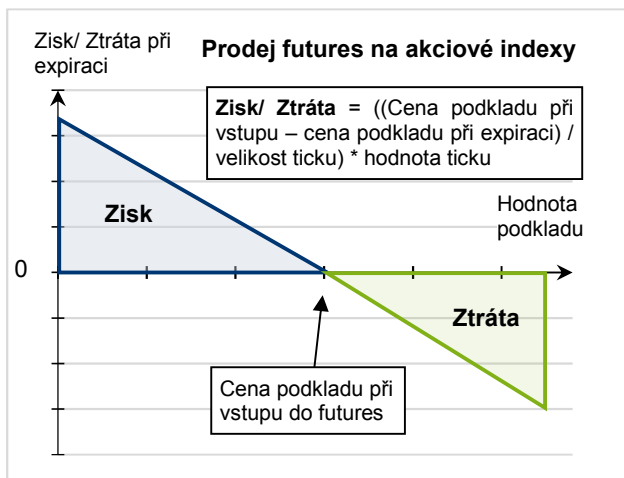 Zisk/ Ztráta při
expiraci
Prodej futures na akciové indexy
Zisk/ Ztráta = ((Cena podkladu při
vstupu – cena podkladu při expiraci) /
velikost ticku) * hodnota ticku
Hodnota
podkladu
Zisk
0
Ztráta
Cena podkladu při
vstupu do futures